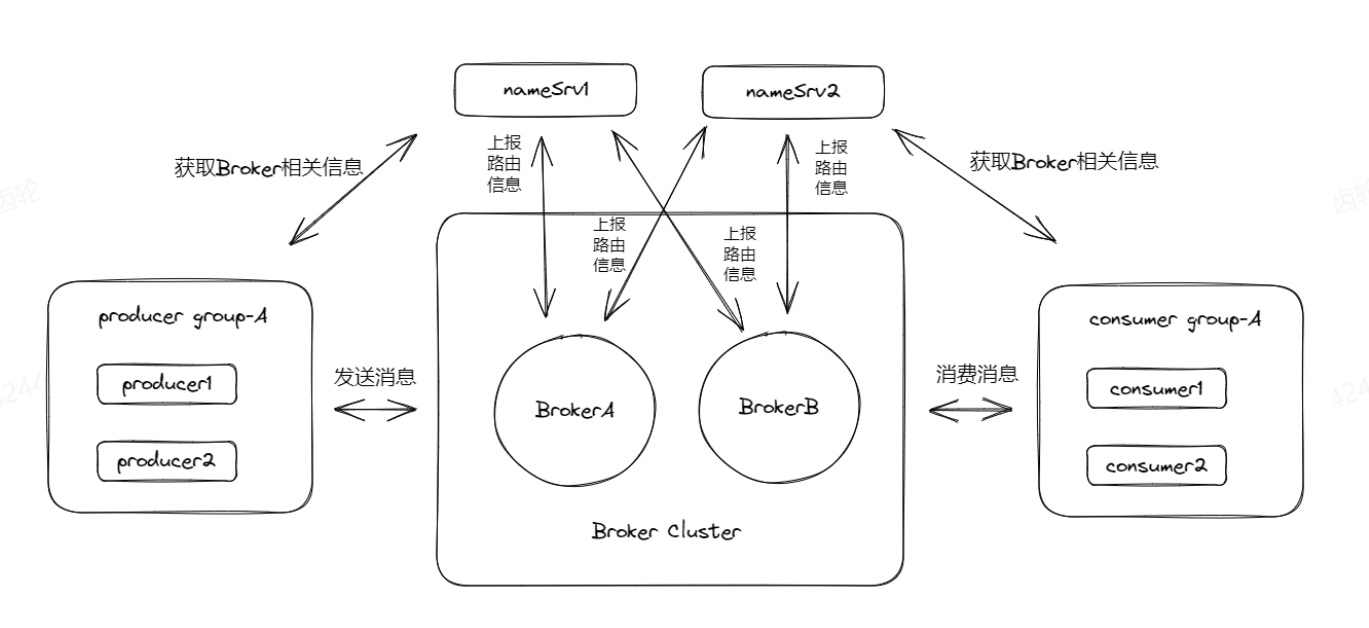 nameSrv1
nameSrv2
上报
路由
信息
上报
路由
信息
获取Broker相关信息
获取Broker相关信息
上报
路由
信息
上报
路由
信息
producer group-A
producer1
producer2
发送消息
BrokerA
BrokerB
Broker Cluster
消费消息
consumer group-A
consumer1
consumer2
齿轮
4244